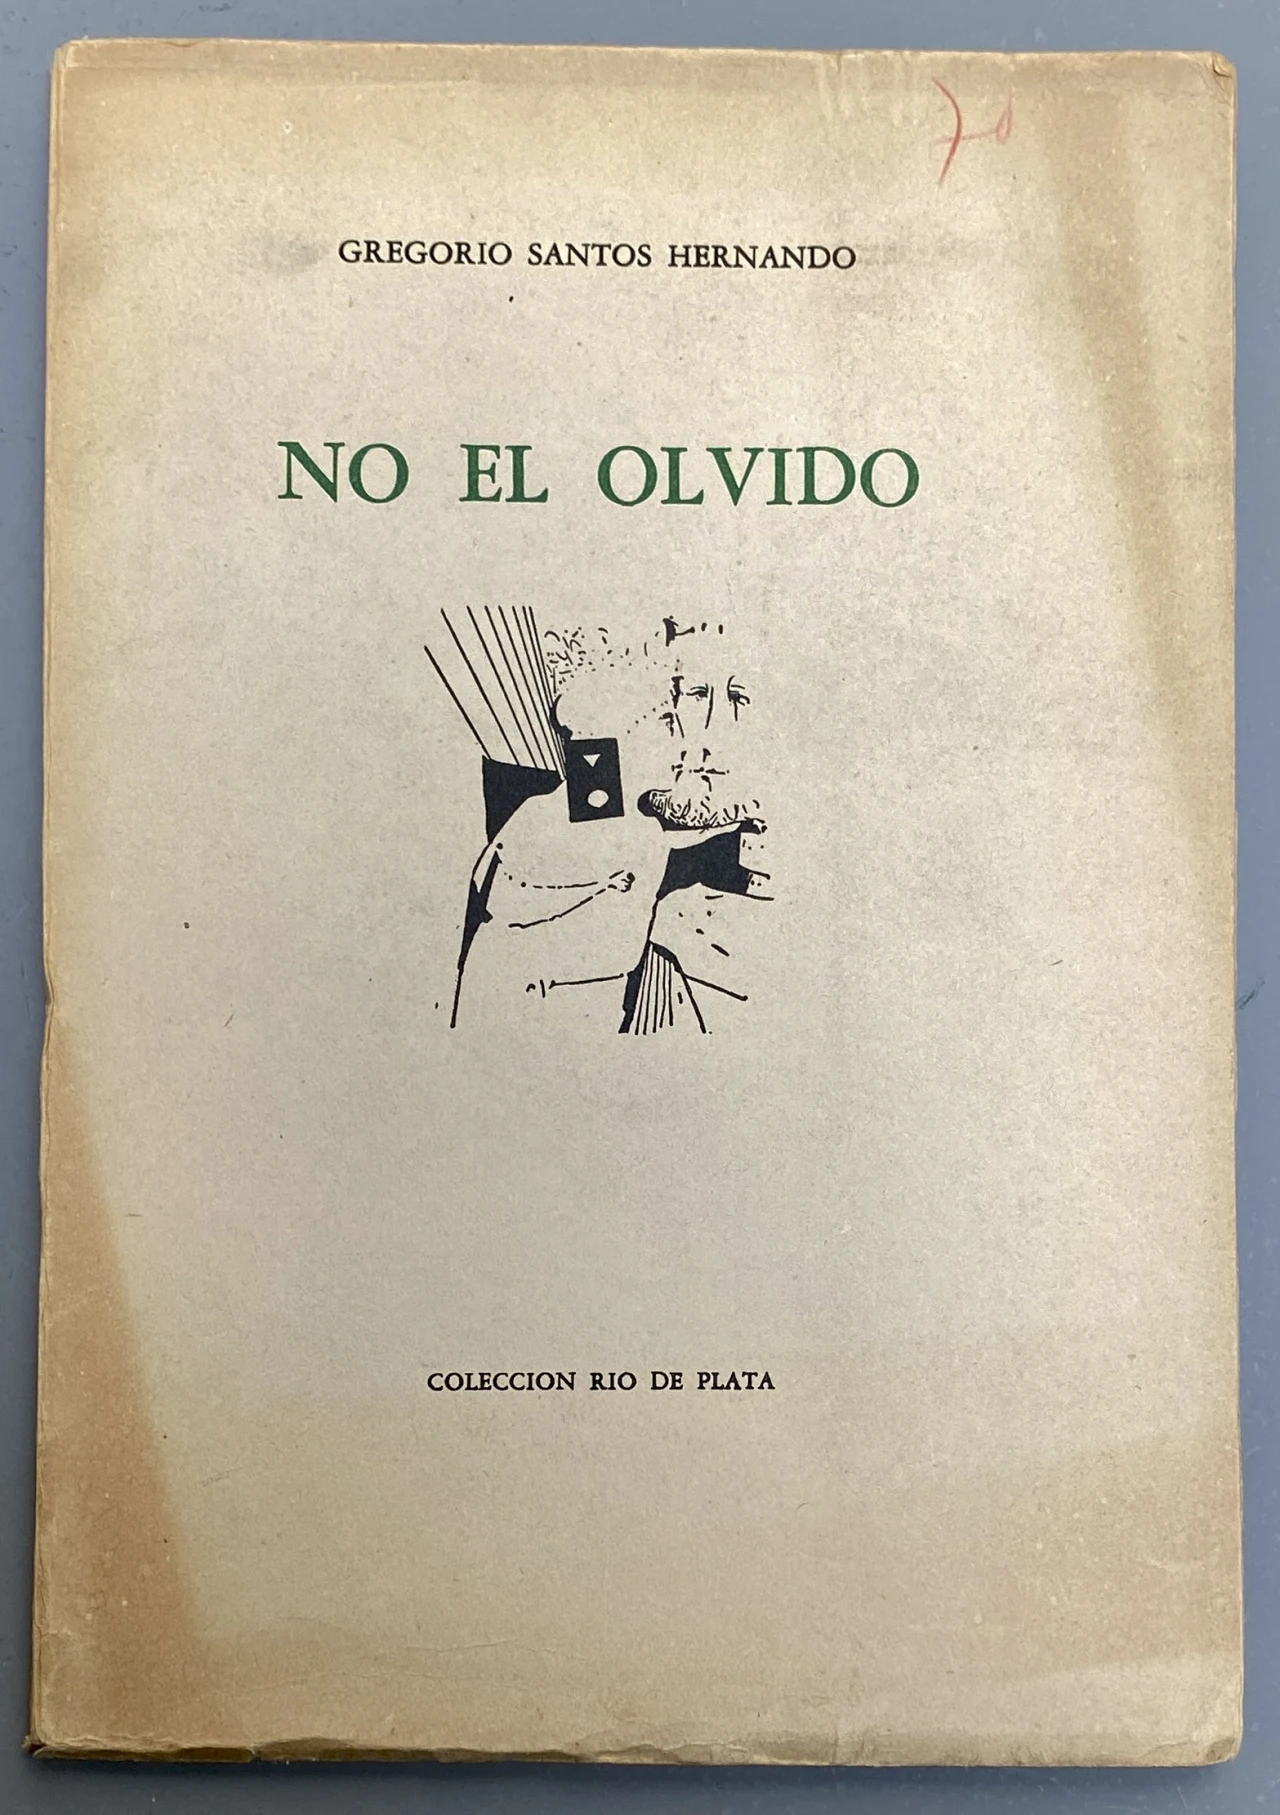 GREGORIO SANTOS HERNANDO
NO EL OLVIDO
COLECCION RIO DE PLATA